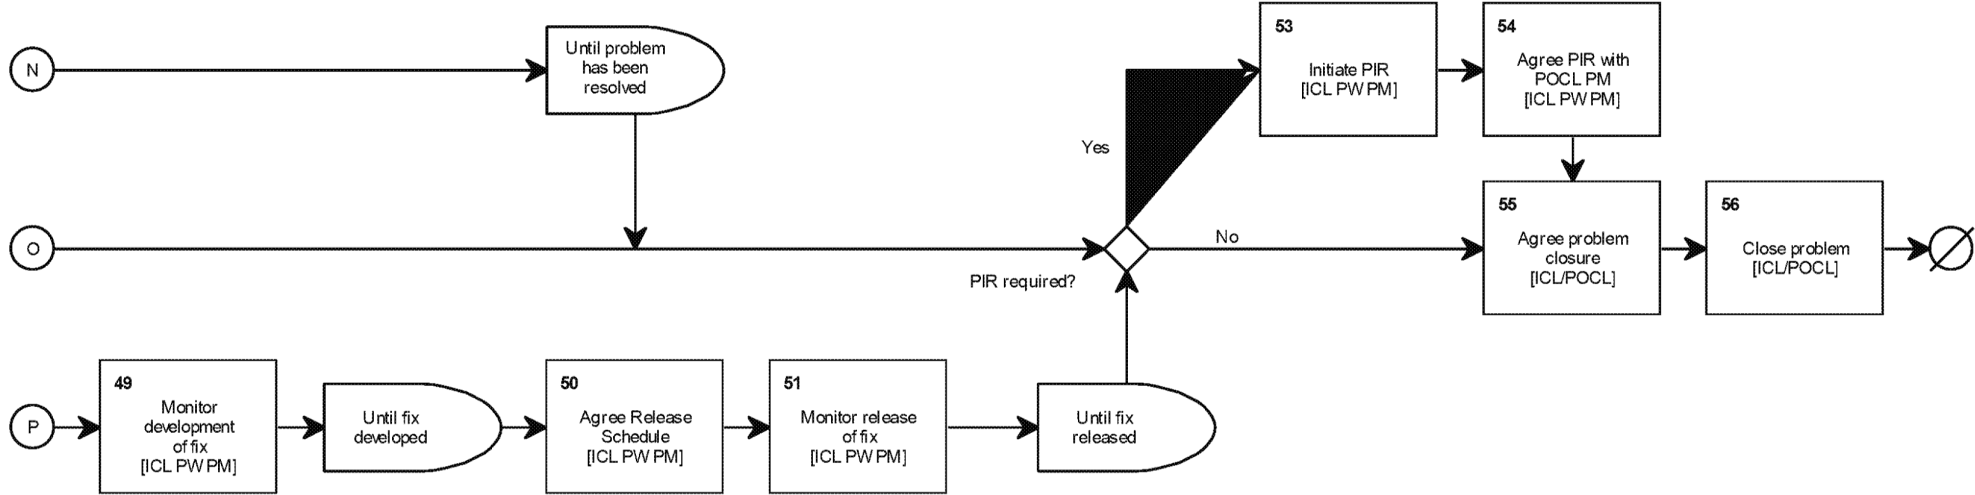 N
Until problem
has been
resolved
53
Initiate PIR
[ICL PW PM]
54
Agree PIR with
POCL PM
[ICL PW PM]
Yes
O
PIR required?
No
55
Agree problem
closure
[ICL/POCL]
56
Close problem
[ICL/POCL]
P
49
Monitor
development
of fix
[ICL PW PM]
Until fix
developed
50
Agree Release
Schedule
[ICL PW PM]
51
Monitor release
of fix
[ICL PW PM]
Until fix
released